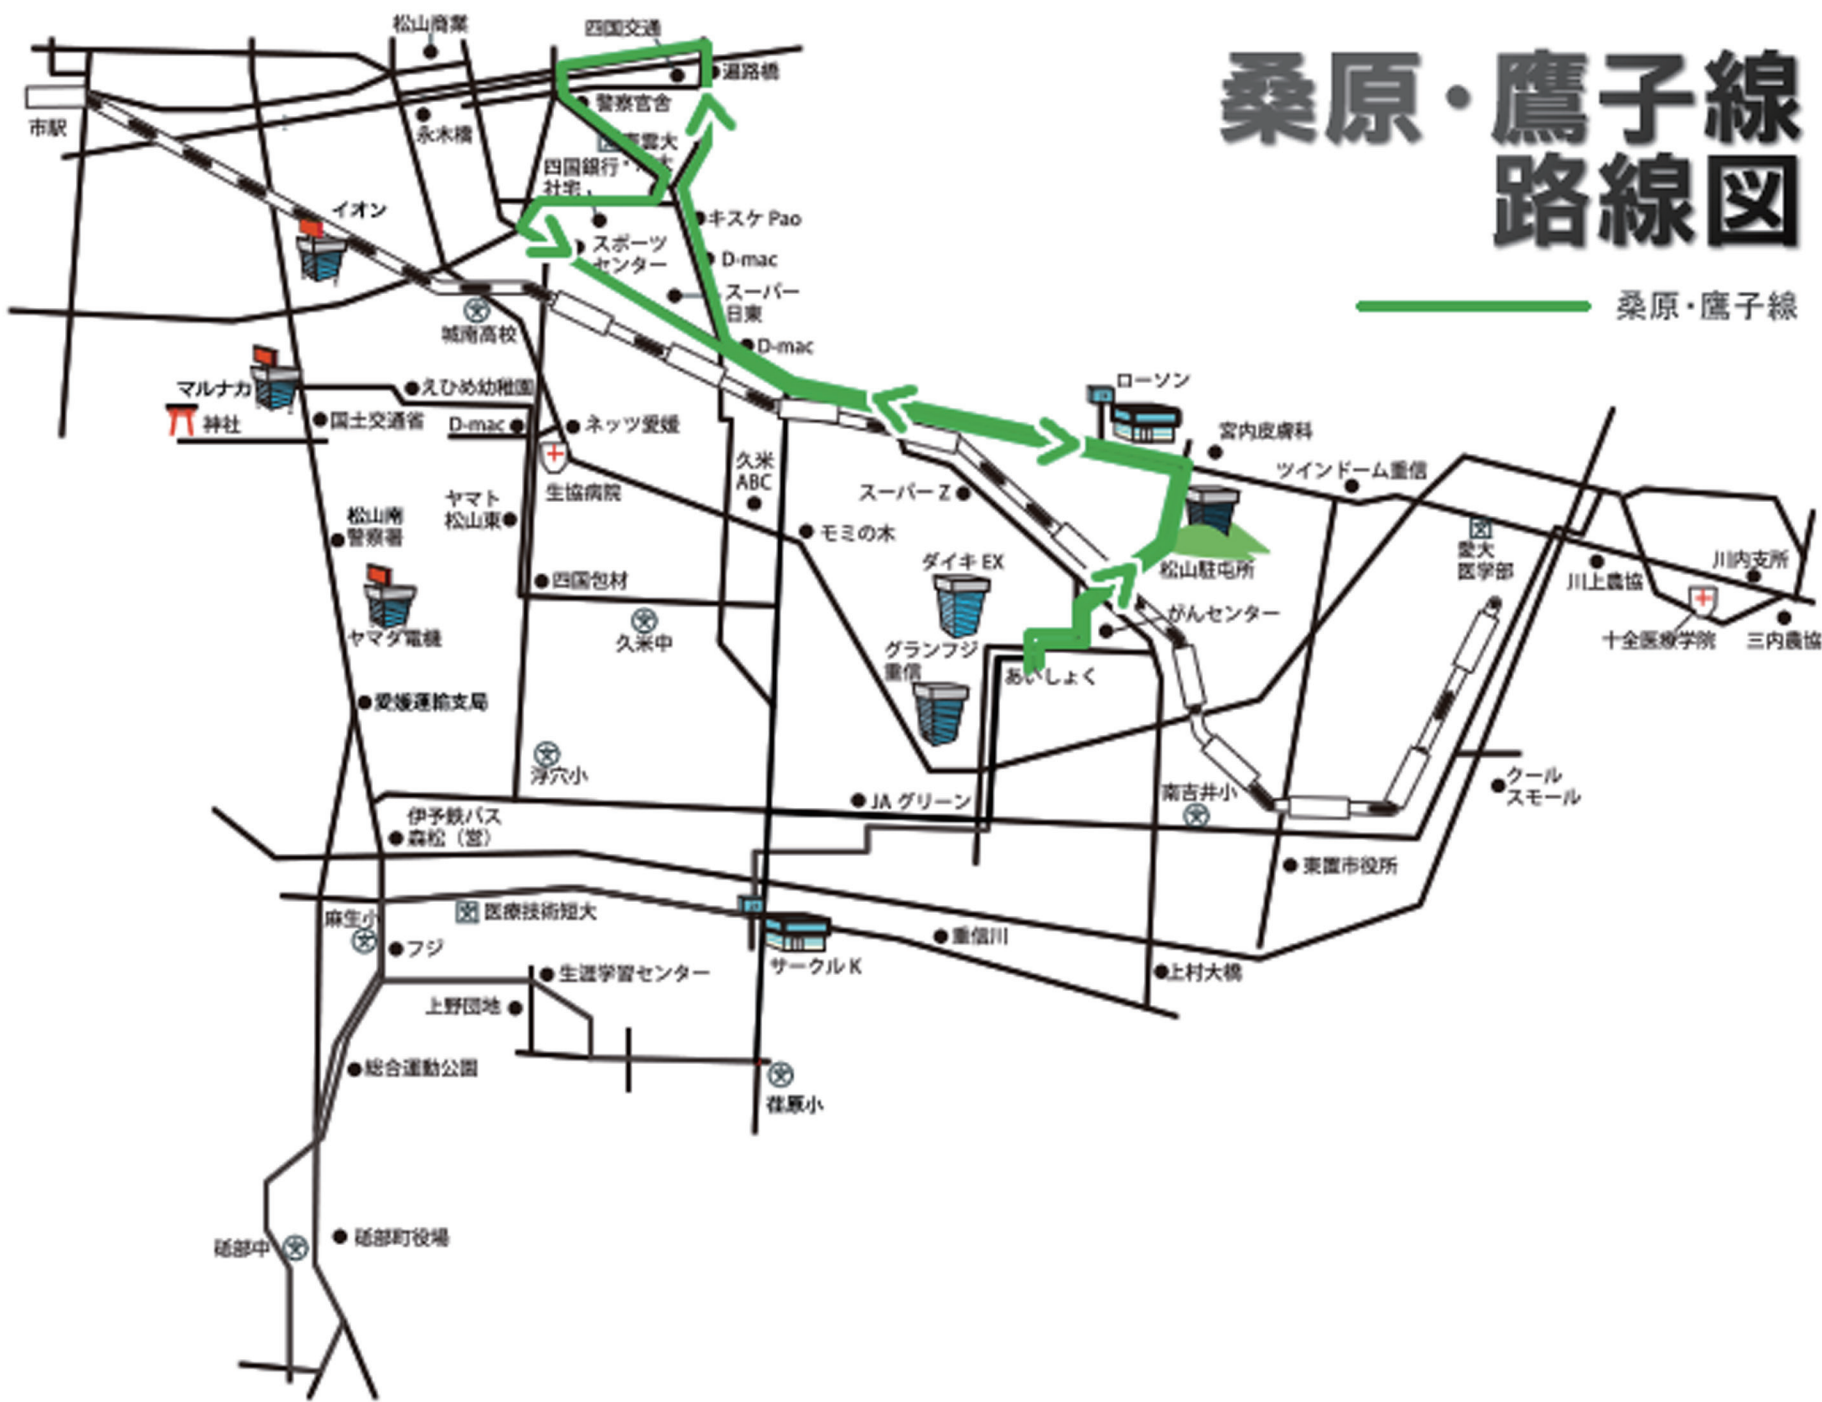 桑原・鷹子線
路線図
桑原・鷹子線
松山商業
四国交通
遍路橋
警察官舎
市駅
永木橋
四国銀行
社宅
キスケ Pao
イオン
スポーツ
センター
D-mac
スーパー
日東
城南高校
D-mac
ローソン
マルナカ
えひめ幼稚園
神社
国土交通省
D-mac
ネッツ愛媛
宮内皮膚科
ツインドーム重信
久米
ABC
生協病院
スーパー Z
ヤマト
松山東
松山南
警察署
モミの木
ダイキ EX
松山駐屯所
愛大
医学部
川上農協
川内支所
四国包材
久米中
ヤマダ電機
がんセンター
グランフジ
重信
あいしょく
十全医療学院
三内農協
愛媛運輸支局
浮穴小
JA グリーン
南吉井小
クール
スモール
伊予鉄バス
森松（営）
東置市役所
麻生小
医療技術短大
フジ
重信川
サークル K
上村大橋
生涯学習センター
上野団地
総合運動公園
荏原小
砥部中
砥部町役場